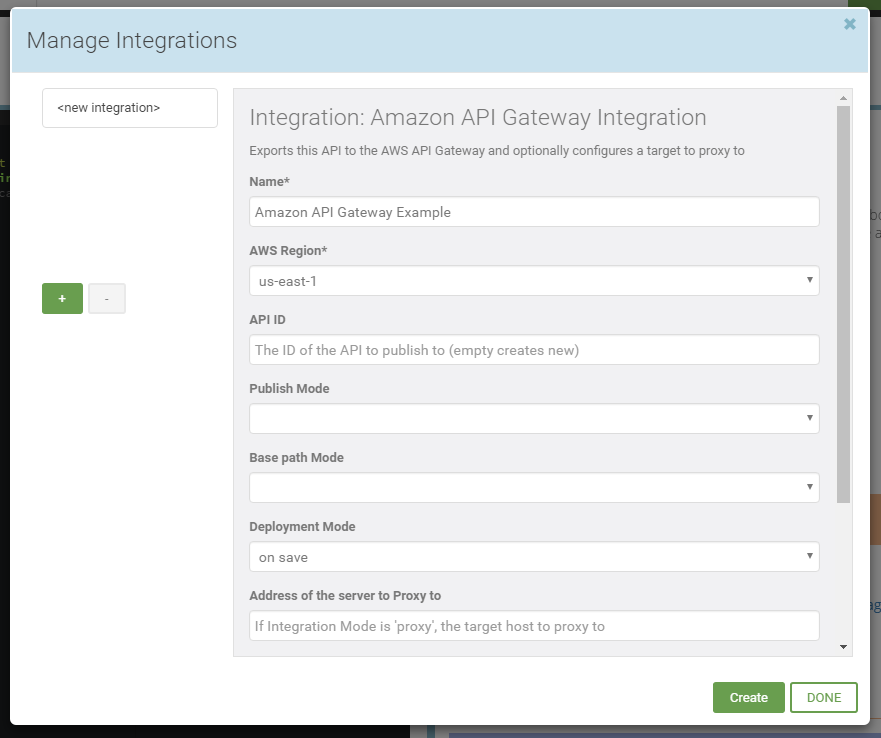 Manage Integrations
<new integration>
+
-
Integration: Amazon API Gateway Integration
Exports this API to the AWS API Gateway and optionally configures a target to proxy to
Name*
Amazon API Gateway Example
AWS Region*
us-east-1
API ID
The ID of the API to publish to (empty creates new)
Publish Mode
Base path Mode
Deployment Mode
on save
Address of the server to Proxy to
If Integration Mode is 'proxy', the target host to proxy to
Create
DONE